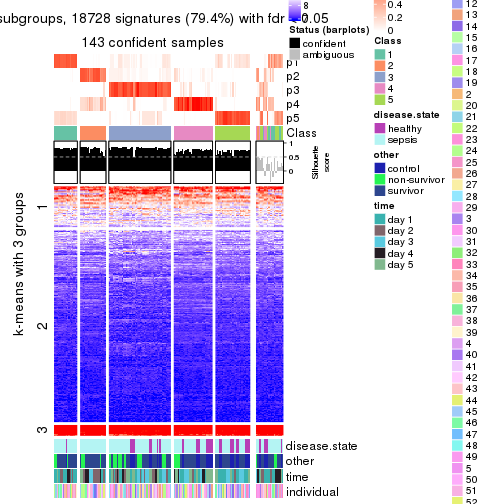 subgroups, 18728 signatures (79.4%) with fdr < 0.05
143 confident samples
p1
p2
p3
p4
p5
Class
1
0.5
0
Silhouette
score
k-means with 3 groups
1
2
3
disease.state
other
time
individual
8
Status (barplots)
confident
ambiguous
0.4
0.2
0
Class
1
2
3
4
5
disease.state
healthy
sepsis
other
control
non-survivor
survivor
time
day 1
day 2
day 3
day 4
day 5
12
13
14
15
16
17
18
19
2
20
21
22
23
24
25
26
27
28
29
3
30
31
32
33
34
35
36
37
38
39
4
40
41
42
43
44
45
46
47
48
49
5
50
51